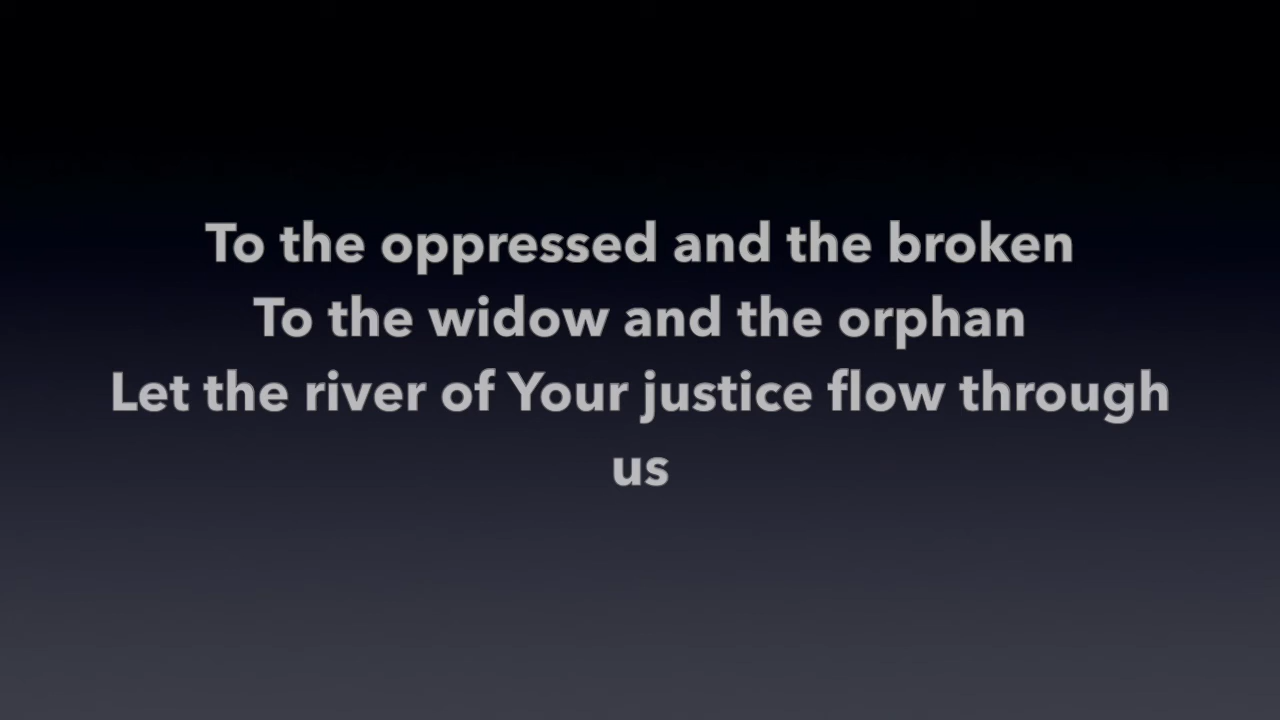 To the oppressed and the broken
To the widow and the orphan
Let the river of Your justice flow through
us